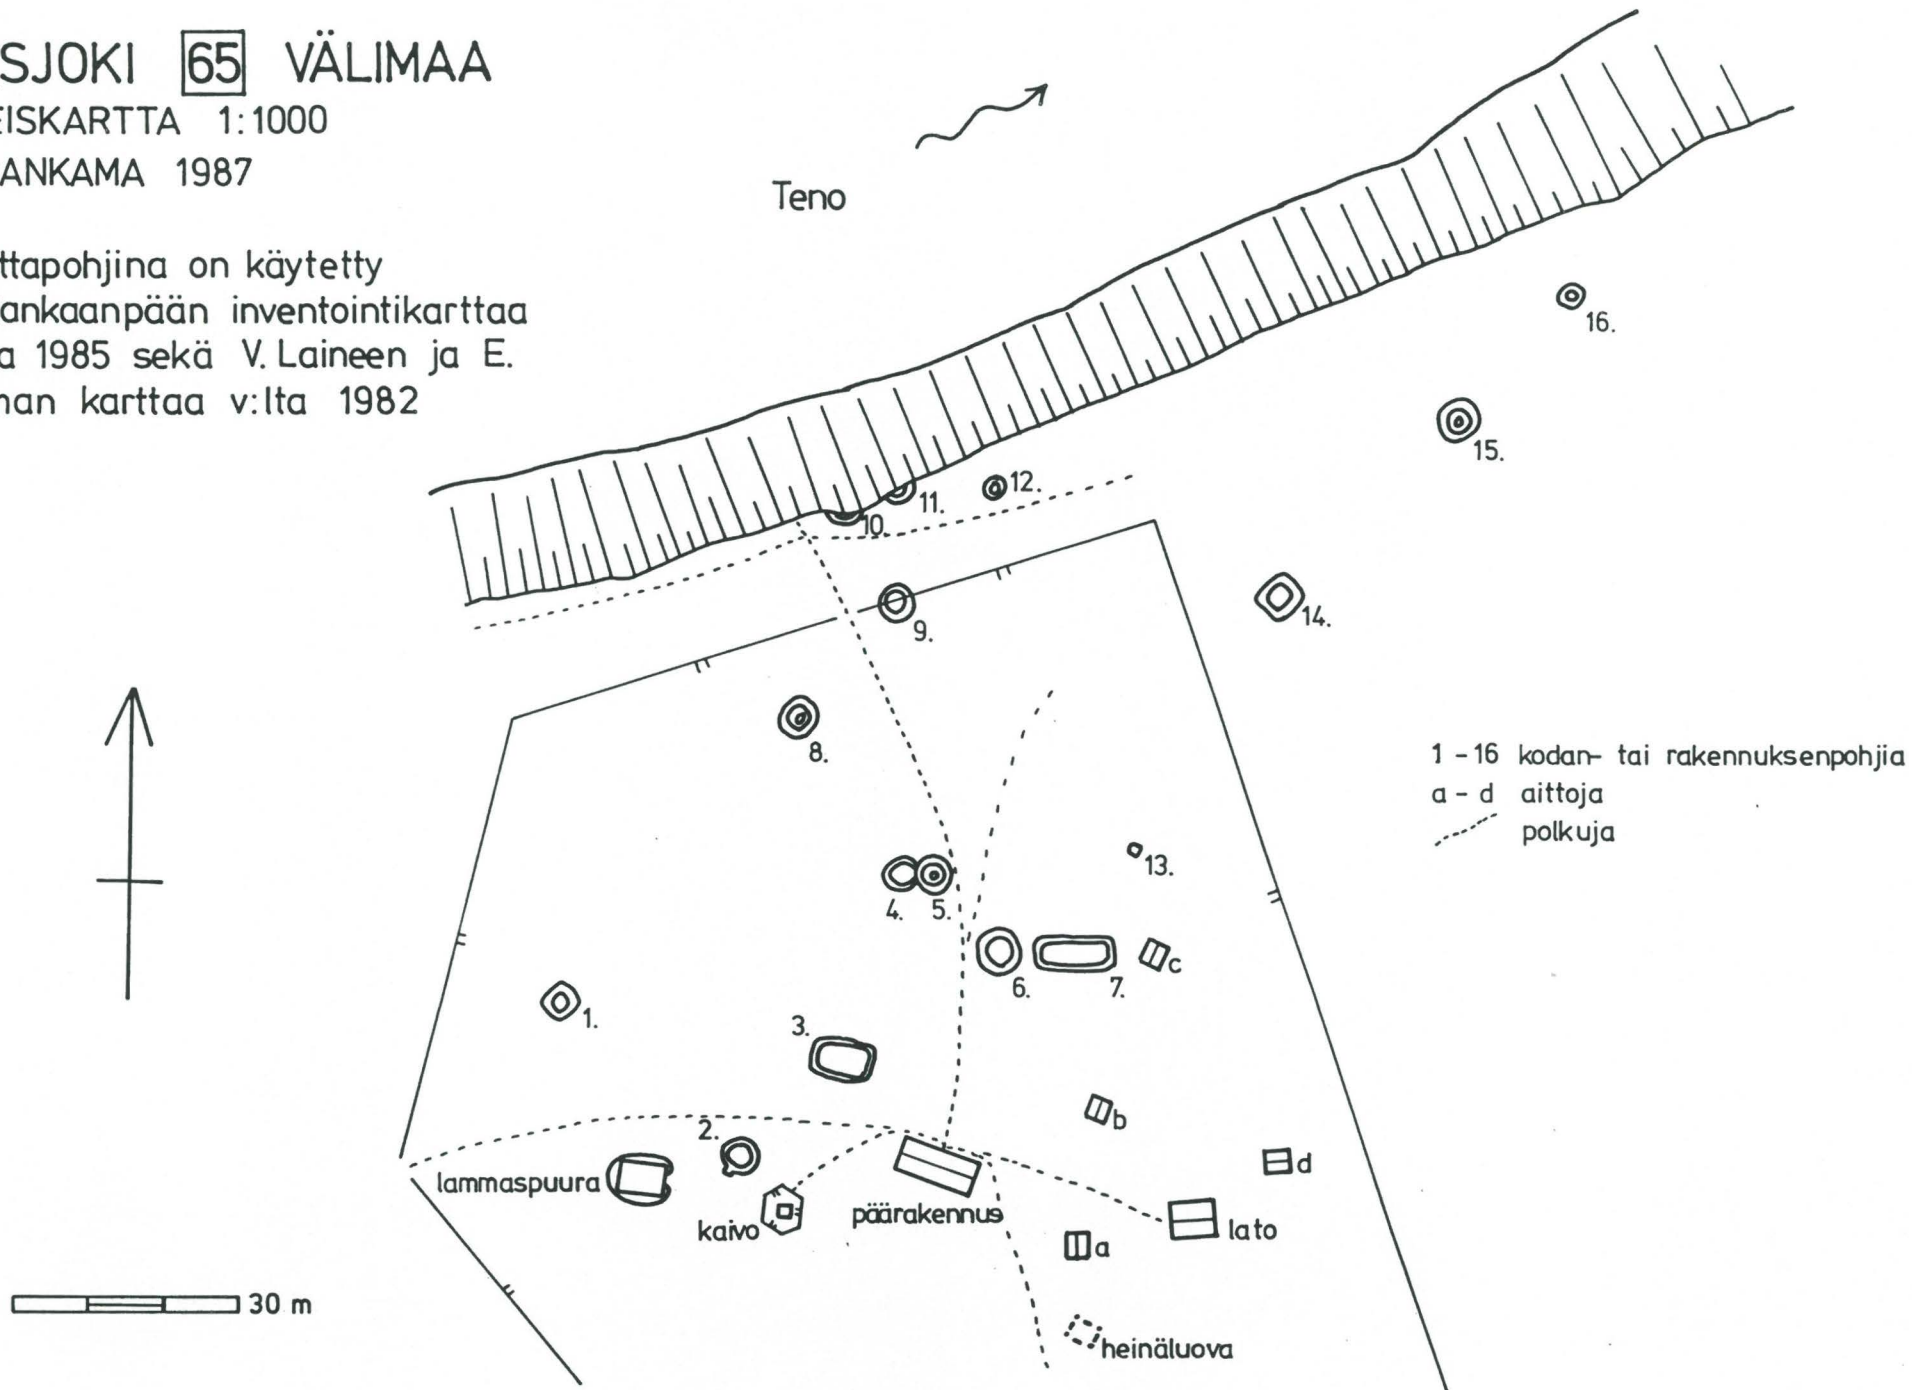 SJOKI 65 VÄLIMAA
EISKARTTA 1:1000
ANKAMA 1987
ttapohjina on käytetty
ankaanpään inventointikarttaa
a 1985 sekä V. Laineen ja E.
nan karttaa v:lta 1982
Teno
16.
15.
12.
11.
10.
9.
14.
8.
1 - 16 kodan- tai rakennuksenpohjia
a - d aittoja
polkuja
13.
4. 5.
c
6. 7.
1.
3.
b
2.
d
lammaspuura
kaivo
päärakennus
lato
a
30 m
heinäluova